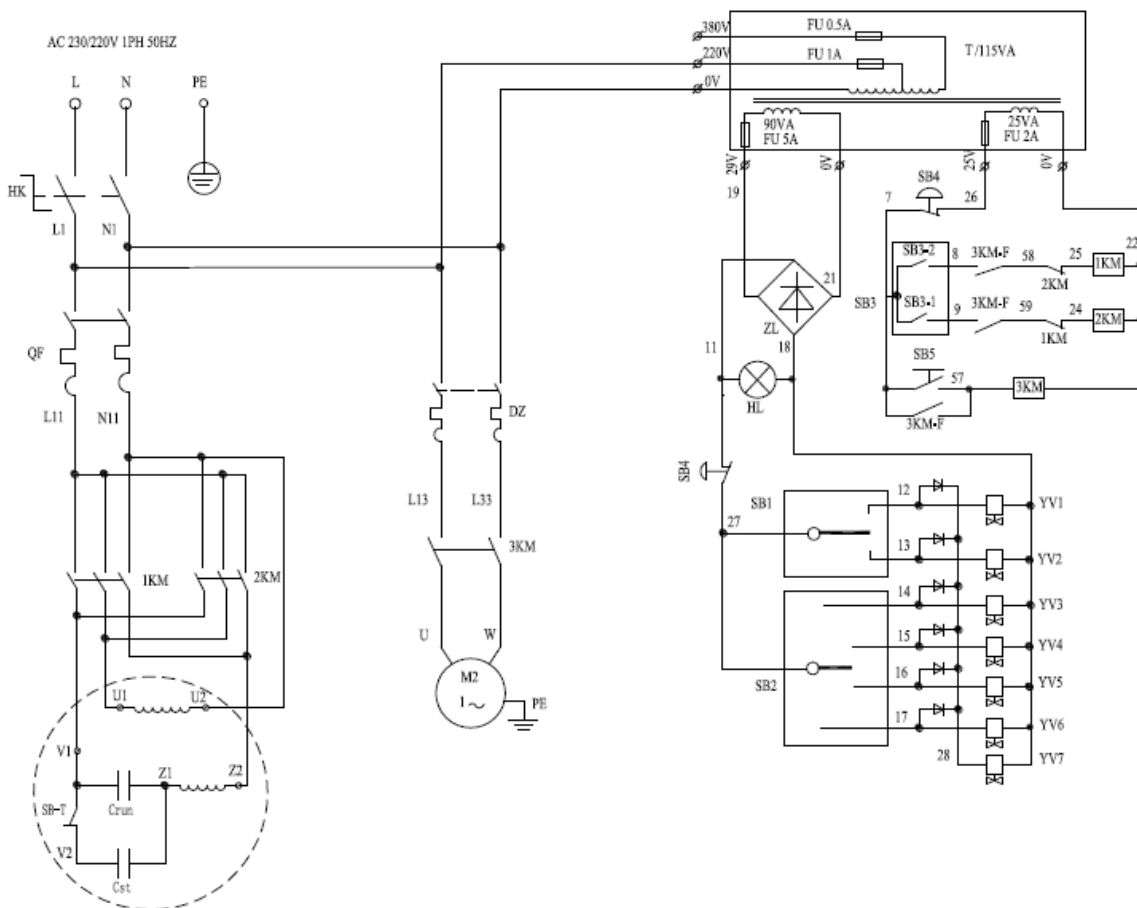 AC 230/220V 1PH 50HZ
L
N
PE
HK
L1
N1
QF
L11
N11
1KM
2KM
U1
U2
V1
Z1
Z2
SB-T
Crun
V2
Cst
DZ
L13
L33
3KM
U
W
M2
1~
PE
380V
220V
0V
FU 0.5A
FU 1A
T/115VA
90VA
FU 5A
25VA
FU 2A
29V
0V
25V
0V
19
21
ZL
11
18
HL
SB4
7
26
SB3-2
8
3KM-F
58
25
2KM
1KM
22
SB3
SB3-1
9
3KM-F
59
24
1KM
2KM
SB5
57
3KM
3KM-F
SB4
27
SB1
12
YV1
13
YV2
14
YV3
15
YV4
SB2
16
YV5
17
YV6
28
YV7